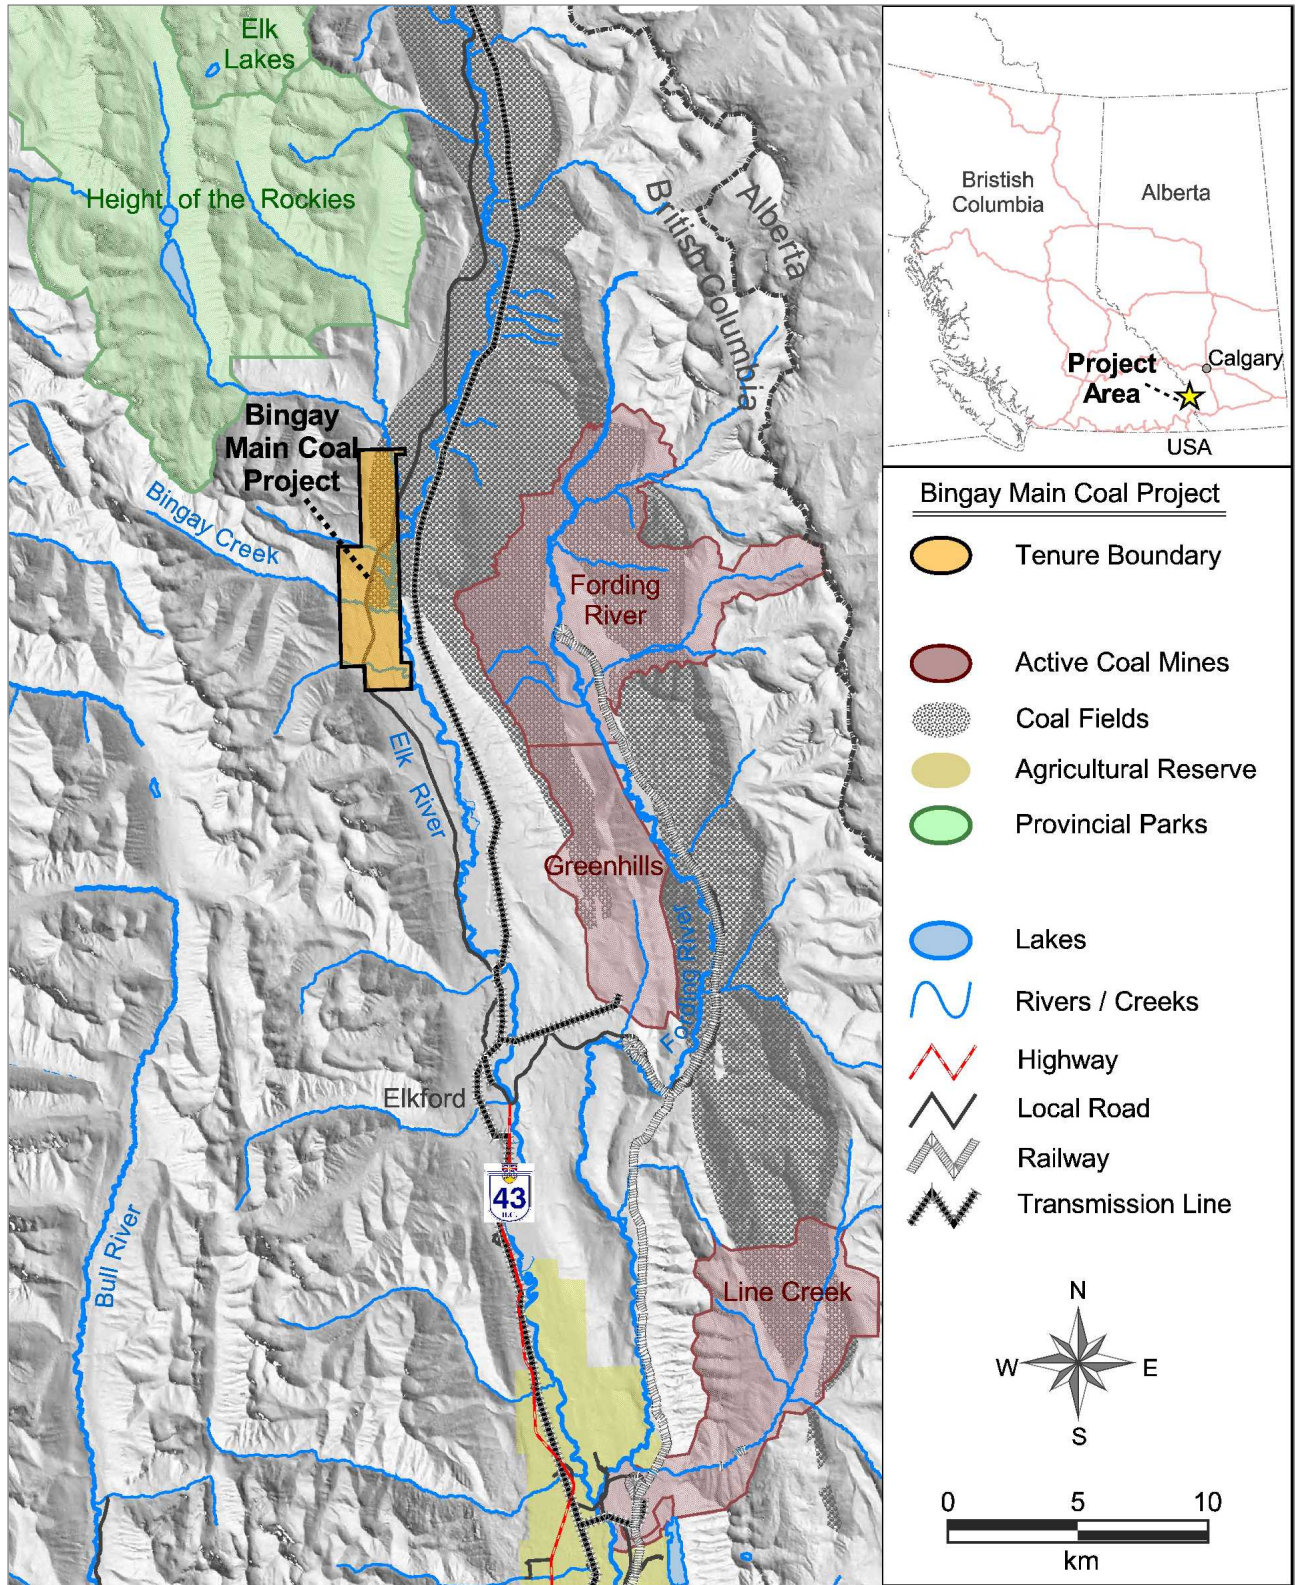 Elk
Lakes
Height of the Rockies
Alberta
British Columbia
Bingay
Main Coal
Project
Bingay Creek
Fording
River
Elk River
Greenhills
Fording River
Elkford
43
B.C.
Bull River
Line Creek
Bristish
Columbia
Alberta
Project
Area
Calgary
USA
Bingay Main Coal Project
Tenure Boundary
Active Coal Mines
Coal Fields
Agricultural Reserve
Provincial Parks
Lakes
Rivers / Creeks
Highway
Local Road
Railway
Transmission Line
N
W E
S
0 5 10
km